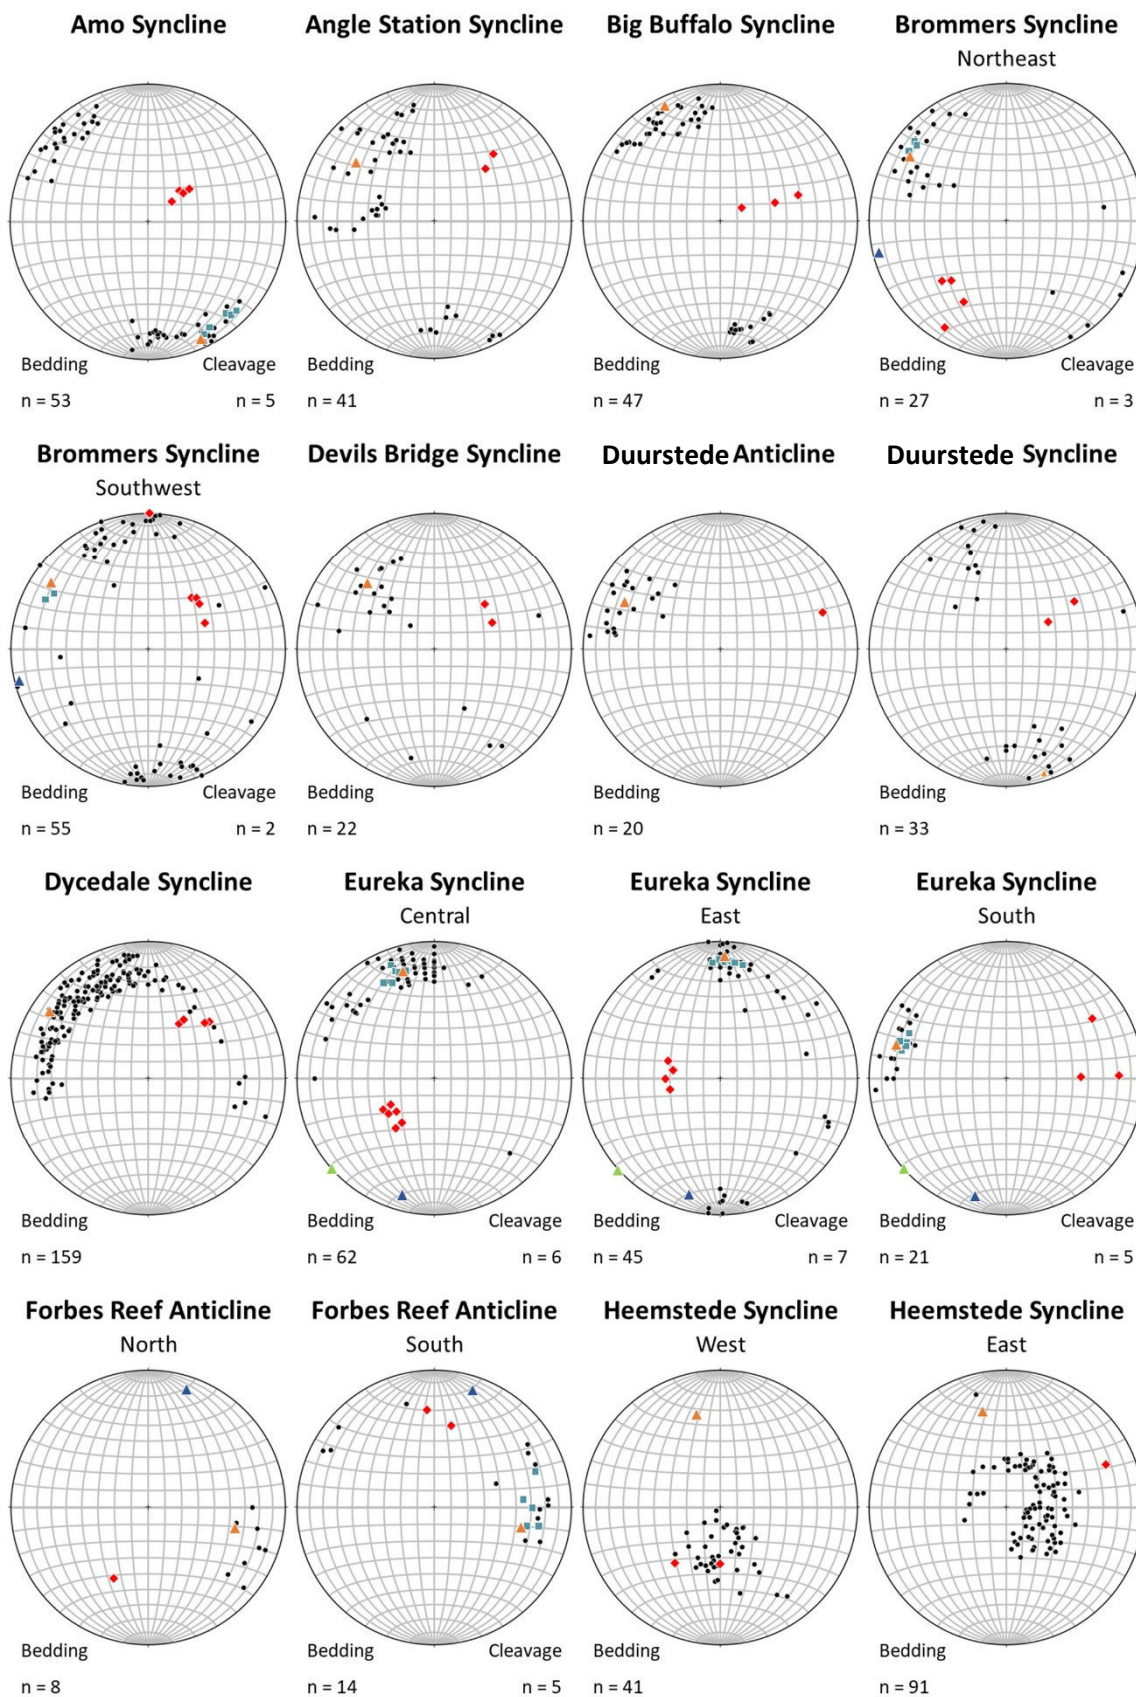 Amo Syncline
Angle Station Syncline
Big Buffalo Syncline
Brommers Syncline
Northeast
Bedding
Cleavage
n = 53
n = 5
Bedding
n = 41
Bedding
n = 47
Bedding
Cleavage
n = 27
n = 3
Brommers Syncline
Southwest
Devils Bridge Syncline
Duurstede Anticline
Duurstede Syncline
Bedding
Cleavage
n = 55
n = 2
Bedding
n = 22
Bedding
n = 20
Bedding
n = 33
Dycedale Syncline
Eureka Syncline
Central
Eureka Syncline
East
Eureka Syncline
South
Bedding
n = 159
Bedding
Cleavage
n = 62
n = 6
Bedding
Cleavage
n = 45
n = 7
Bedding
Cleavage
n = 21
n = 5
Forbes Reef Anticline
North
Forbes Reef Anticline
South
Heemstede Syncline
West
Heemstede Syncline
East
Bedding
n = 8
Bedding
Cleavage
n = 14
n = 5
Bedding
n = 41
Bedding
n = 91